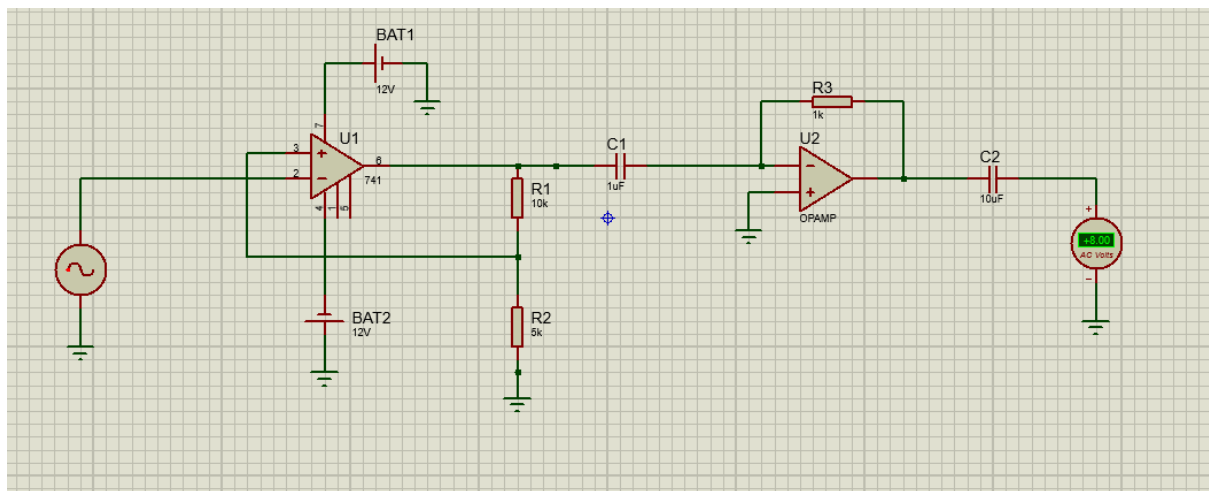 BAT1
12V
7
U1
3
2
6
741
4
1
5
BAT2
12V
R1
10k
R2
5k
C1
1uF
R3
1k
U2
OPAMP
C2
10uF
+8.00
AC Volts